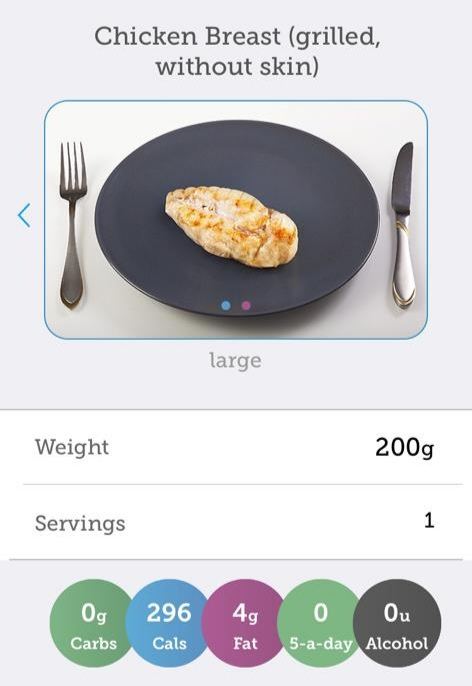 Chicken Breast (grilled,
without skin)
large
Weight 200g
Servings 1
0g 296 4g 0 0u
Carbs Cals Fat 5-a-day Alcohol